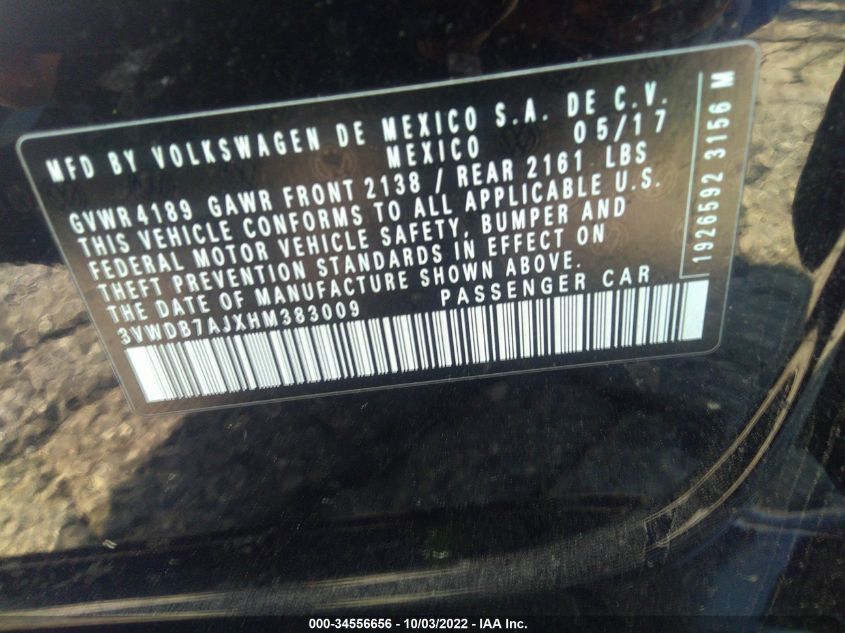 MFD BY VOLKSWAGEN DE MEXICO S.A. DE C.V.
MEXICO 05/17
GVWR 4189 GAWR FRONT 2138 / REAR 2161 LBS
THIS VEHICLE CONFORMS TO ALL APPLICABLE U.S.
FEDERAL MOTOR VEHICLE SAFETY, BUMPER AND
THEFT PREVENTION STANDARDS IN EFFECT ON
THE DATE OF MANUFACTURE SHOWN ABOVE.
3VWDB7AJXHM383009 PASSENGER CAR
1926592 3156 M
000-34556656 - 10/03/2022 - IAA Inc.